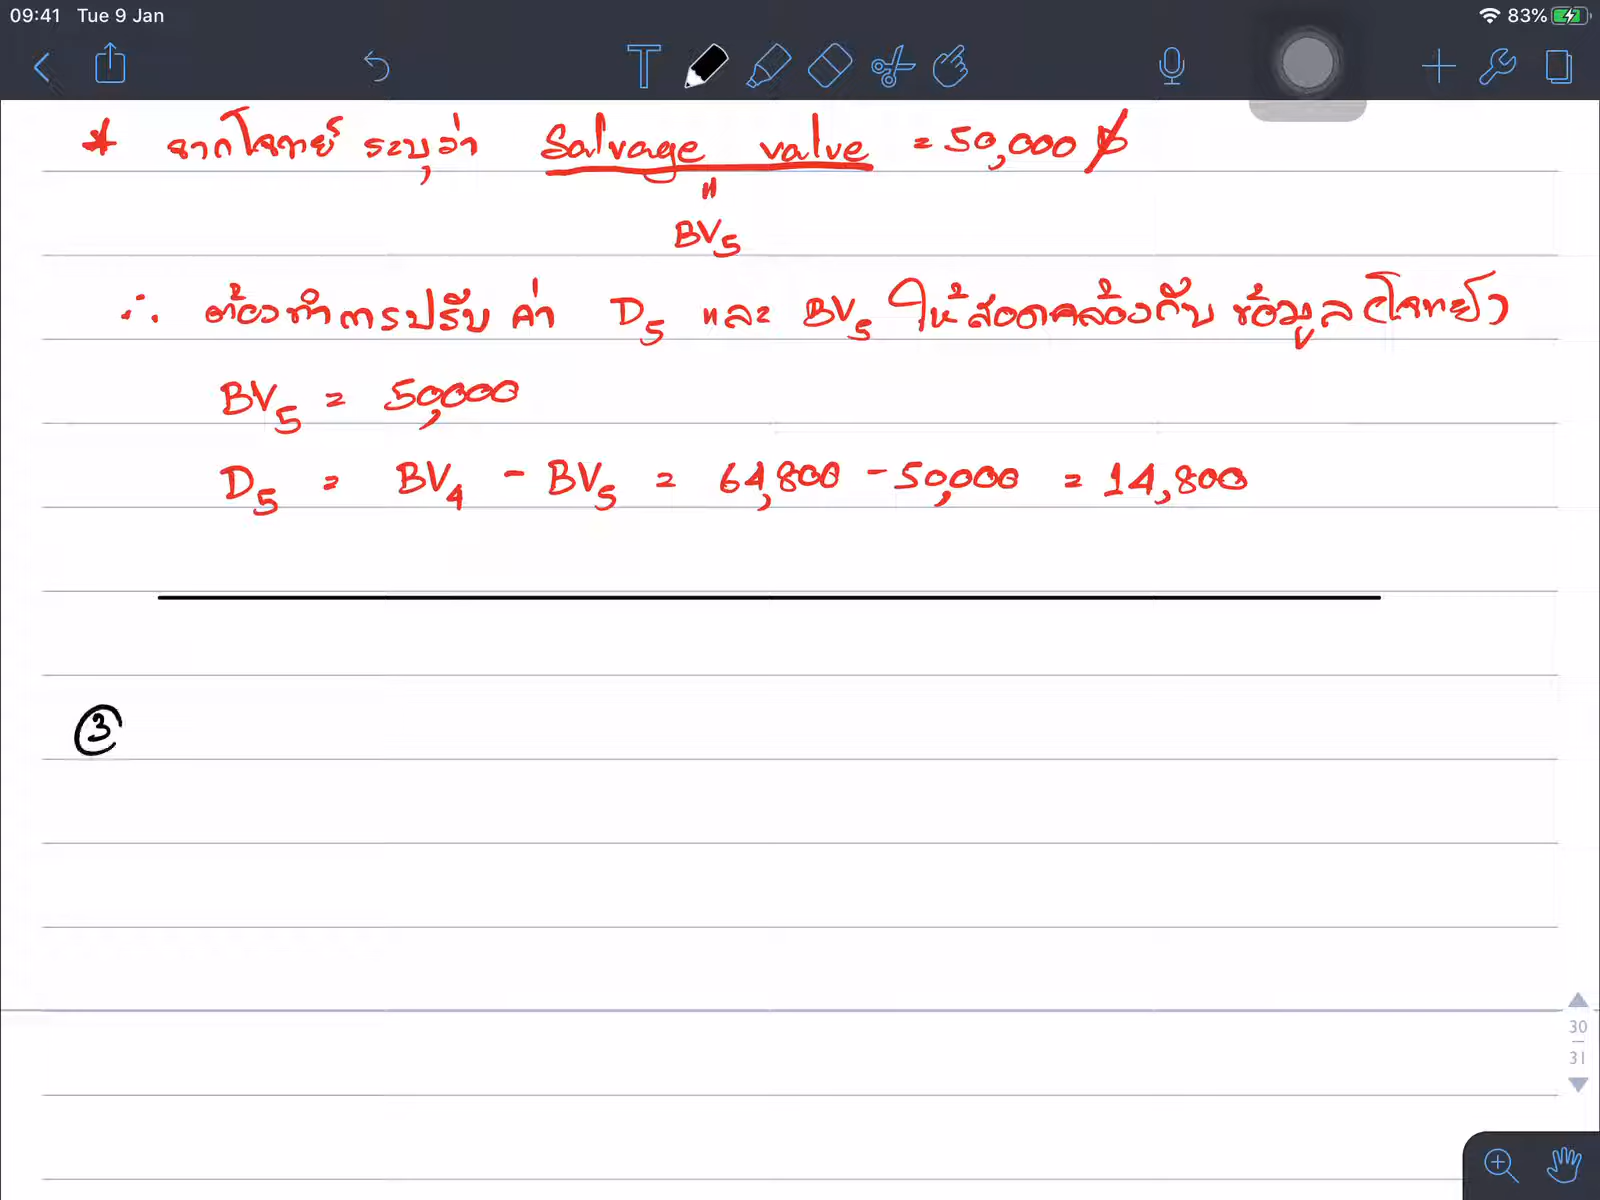 09:41 Tue 9 Jan 83%
* จากโจทย์ ระบุว่า Salvage value = 50,000 $
"
BV5
∴ ต้องทำการปรับ ค่า D5 และ BV5 ให้สอดคล้องกับ ข้อมูล (โจทย์)
BV5 = 50,000
D5 = BV4 - BV5 = 64,800 - 50,000 = 14,800
③
30
31